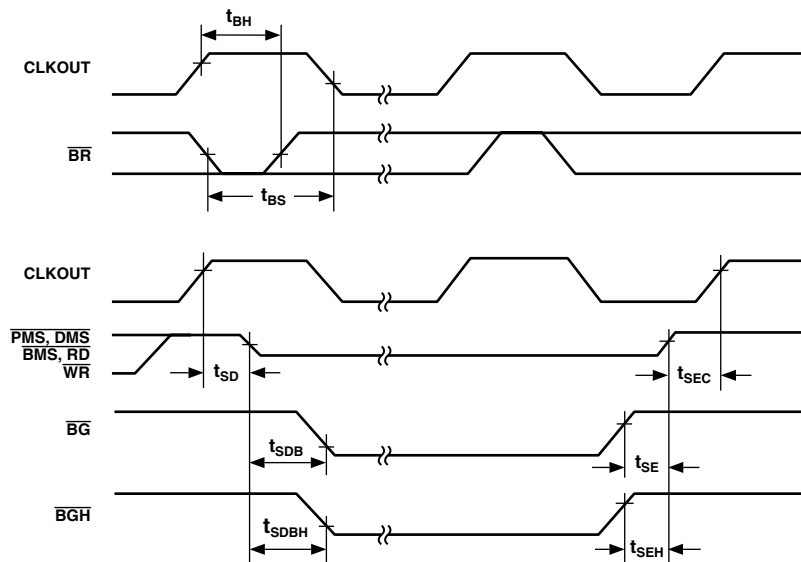 tBH
CLKOUT
BR
tBS
CLKOUT
PMS, DMS
BMS, RD
WR
tSD
tSEC
BG
tSDB
tSE
BGH
tSDBH
tSEH